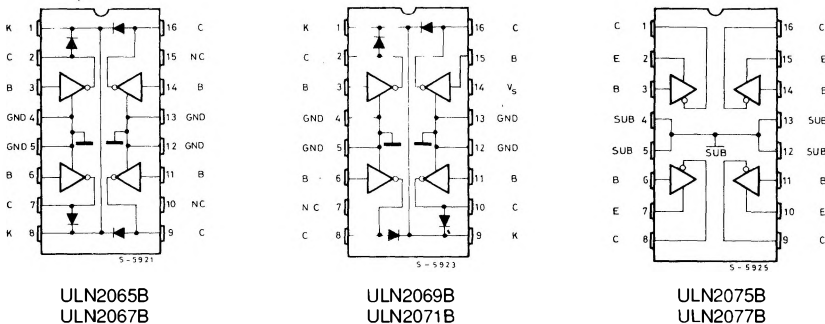 K 1 16 C
C 2 15 NC
B 3 14 B
GND 4 13 GND
GND 5 12 GND
B 6 11 B
C 7 10 NC
K 8 9 C
S-5921
ULN2065B
ULN2067B
K 1 16 C
C 2 15 B
B 3 14 VS
GND 4 13 GND
GND 5 12 GND
B 6 11 B
NC 7 10 C
C 8 9 K
S-5923
ULN2069B
ULN2071B
C 1 16 C
E 2 15 E
B 3 14 B
SUB 4 13 SUB
SUB 5 12 SUB
SUB
B 6 11 B
E 7 10 E
C 8 9 C
S-5925
ULN2075B
ULN2077B